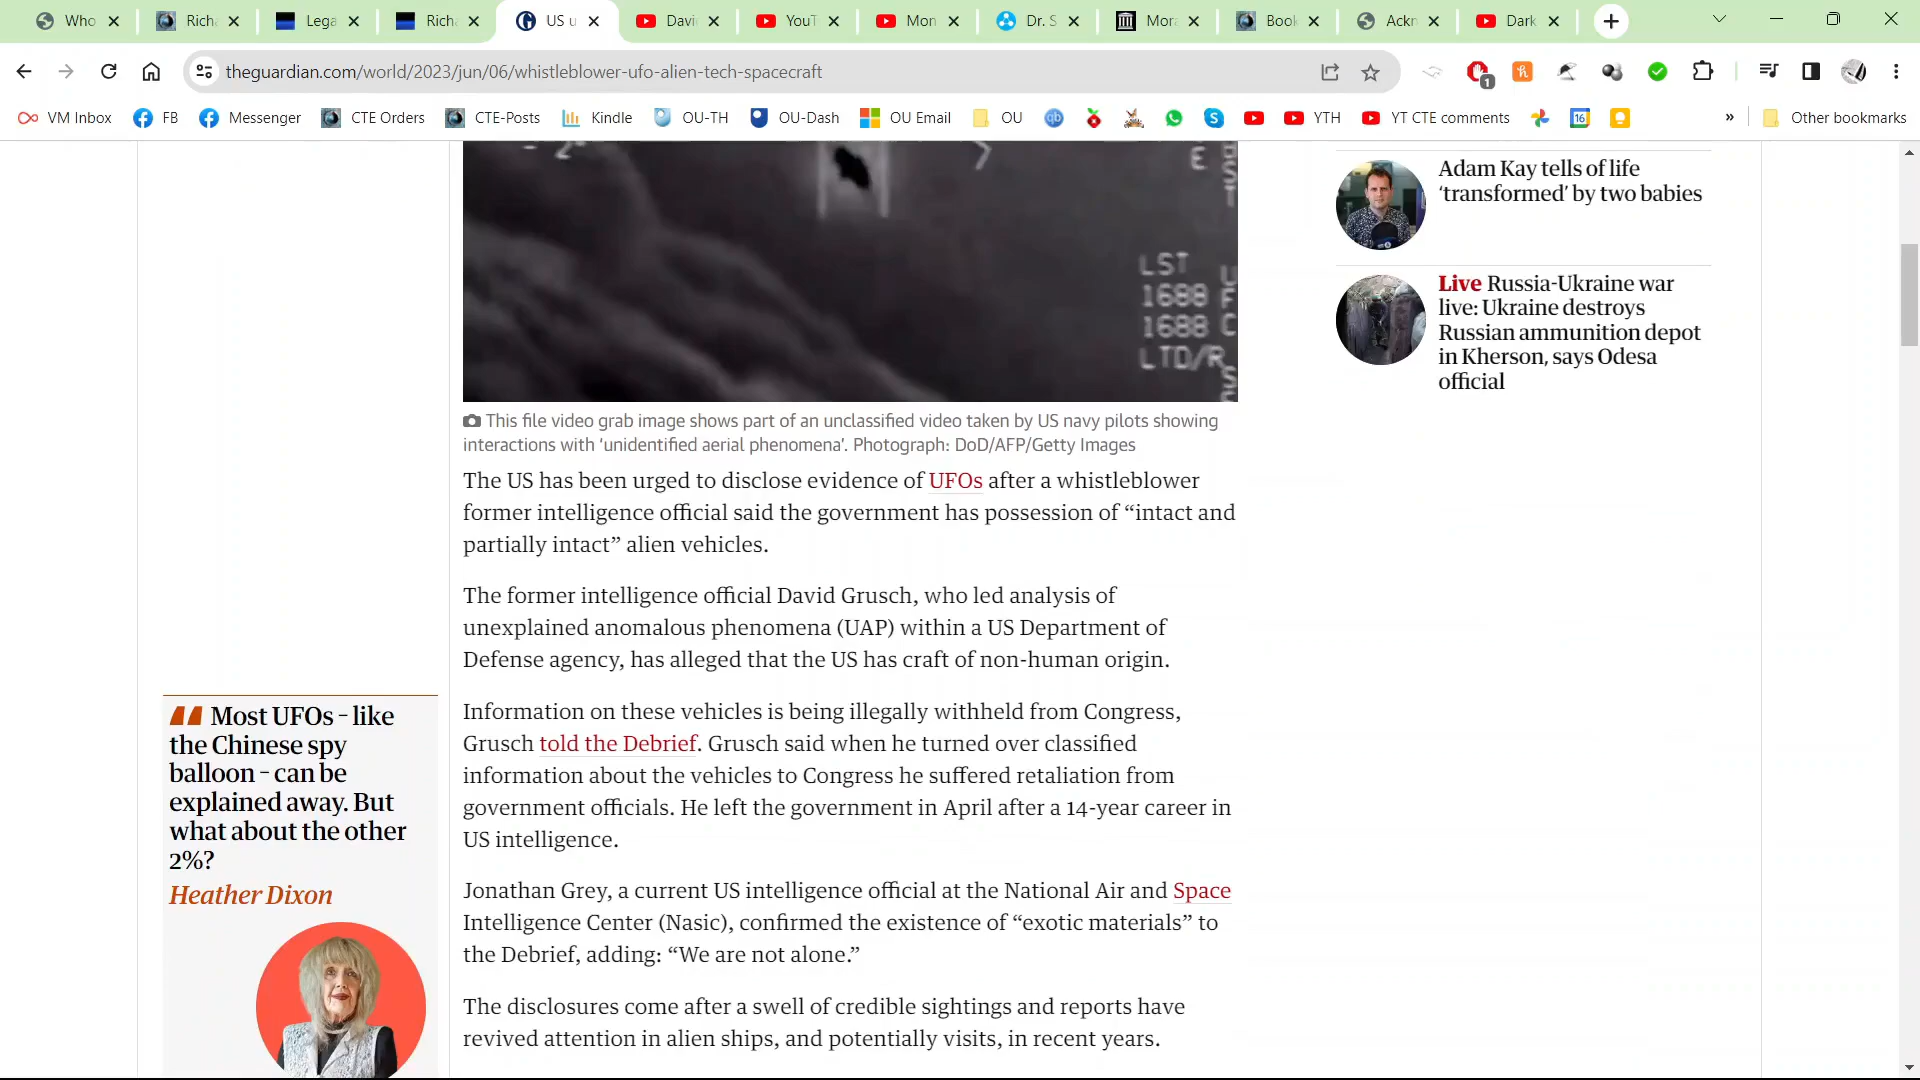 Who
Rich
Lega
Rich
US u
Davi
YouT
Mon
Dr. S
Mor
Book
Ackn
Dark
theguardian.com/world/2023/jun/06/whistleblower-ufo-alien-tech-spacecraft
1
VM Inbox
FB
Messenger
CTE Orders
CTE-Posts
Kindle
OU-TH
OU-Dash
OU Email
OU
qb
YTH
YT CTE comments
16
»
Other bookmarks
- 2°
E
LST
1688
1688
LTD/R
Adam Kay tells of life
‘transformed’ by two babies
Live Russia-Ukraine war
live: Ukraine destroys
Russian ammunition depot
in Kherson, says Odesa
official
This file video grab image shows part of an unclassified video taken by US navy pilots showing
interactions with ‘unidentified aerial phenomena’. Photograph: DoD/AFP/Getty Images
The US has been urged to disclose evidence of UFOs after a whistleblower
former intelligence official said the government has possession of “intact and
partially intact” alien vehicles.
The former intelligence official David Grusch, who led analysis of
unexplained anomalous phenomena (UAP) within a US Department of
Defense agency, has alleged that the US has craft of non-human origin.
Information on these vehicles is being illegally withheld from Congress,
Grusch told the Debrief. Grusch said when he turned over classified
information about the vehicles to Congress he suffered retaliation from
government officials. He left the government in April after a 14-year career in
US intelligence.
Jonathan Grey, a current US intelligence official at the National Air and Space
Intelligence Center (Nasic), confirmed the existence of “exotic materials” to
the Debrief, adding: “We are not alone.”
The disclosures come after a swell of credible sightings and reports have
revived attention in alien ships, and potentially visits, in recent years.
Most UFOs – like
the Chinese spy
balloon – can be
explained away. But
what about the other
2%?
Heather Dixon